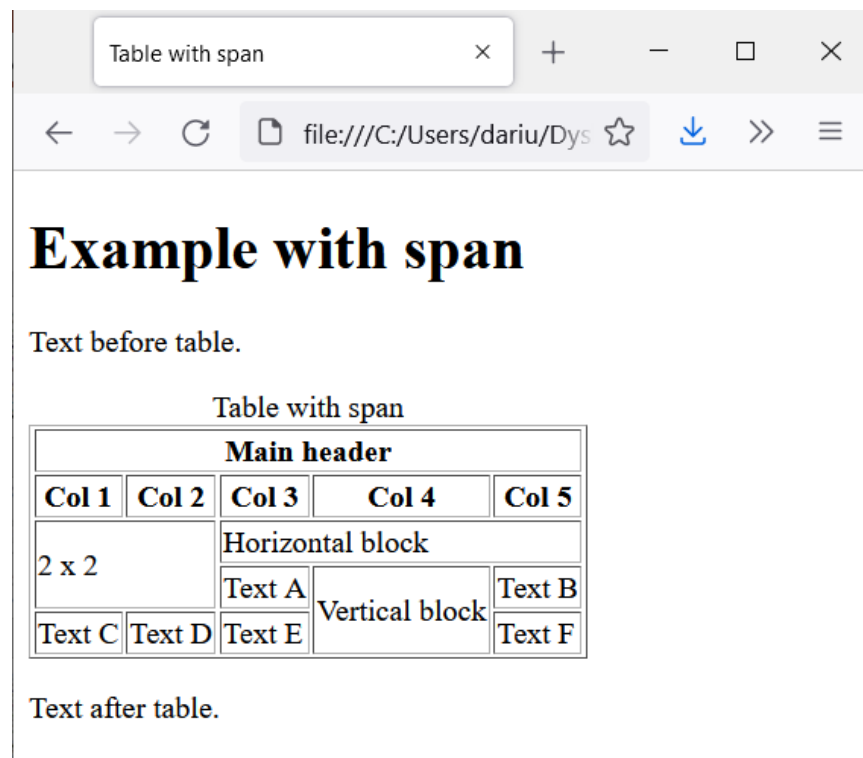 Table with span
file:///C:/Users/dariu/Dys
Example with span
Text before table.
Table with span
Main header
Col 1 Col 2 Col 3 Col 4 Col 5
2 x 2 Horizontal block
Text A Vertical block Text B
Text C Text D Text E Text F
Text after table.